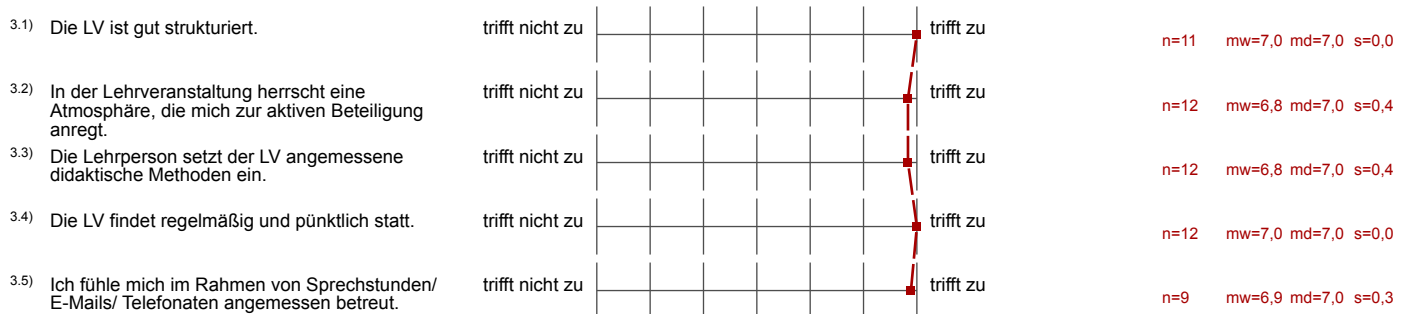 3.1) Die LV ist gut strukturiert. trifft nicht zu trifft zu n=11 mw=7,0 md=7,0 s=0,0
3.2) In der Lehrveranstaltung herrscht eine trifft nicht zu trifft zu n=12 mw=6,8 md=7,0 s=0,4
Atmosphäre, die mich zur aktiven Beteiligung
anregt.
3.3) Die Lehrperson setzt der LV angemessene trifft nicht zu trifft zu n=12 mw=6,8 md=7,0 s=0,4
didaktische Methoden ein.
3.4) Die LV findet regelmäßig und pünktlich statt. trifft nicht zu trifft zu n=12 mw=7,0 md=7,0 s=0,0
3.5) Ich fühle mich im Rahmen von Sprechstunden/ trifft nicht zu trifft zu n=9 mw=6,9 md=7,0 s=0,3
E-Mails/ Telefonaten angemessen betreut.